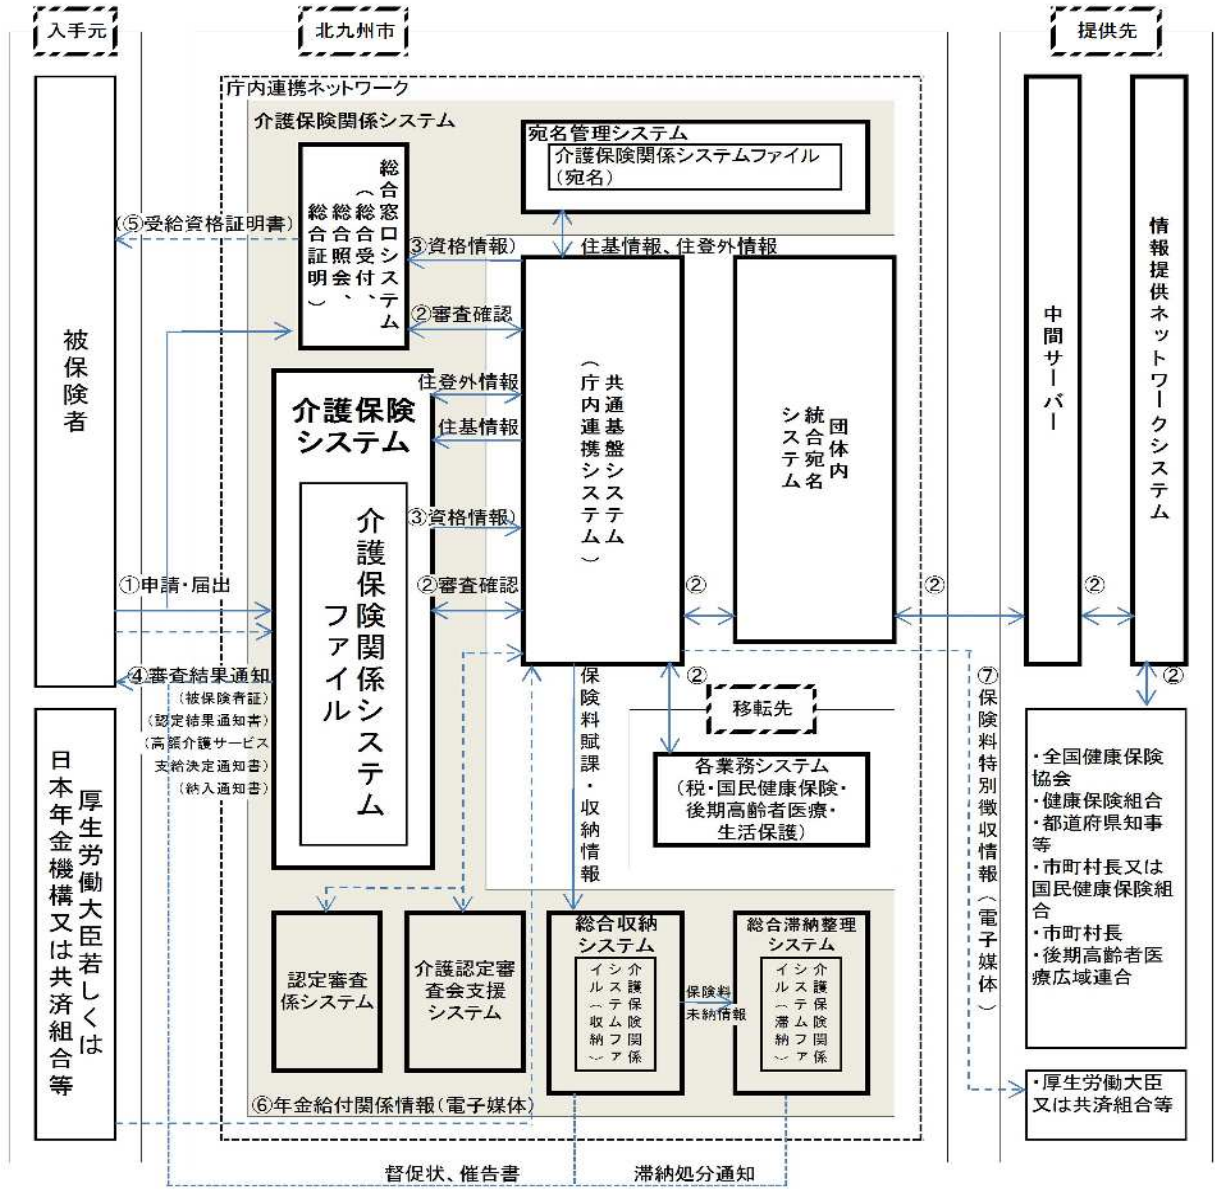 入手元
北九州市
提供先
庁内連携ネットワーク
介護保険関係システム
宛名管理システム
介護保険関係システムファイル
(宛名)
総合窓口システム
(総合受付、
総合照会、
総合証明)
(⑤受給資格証明書)
③資格情報)
住基情報、住登外情報
②審査確認
被保険者
住登外情報
住基情報
介護保険
システム
介護保険関係システム
ファイル
③資格情報)
②審査確認
共通基盤システム
(庁内連携システム)
団体内
統合宛名
システム
中間サーバー
情報提供ネットワークシステム
①申請・届出
②
②
②
②
②
④審査結果通知
(被保険者証)
(認定結果通知書)
(高額介護サービス
支給決定通知書)
(納入通知書)
保険料賦課・収納情報
移転先
各業務システム
(税・国民健康保険・
後期高齢者医療・
生活保護)
⑦保険料特別徴収情報(電子媒体)
・全国健康保険
協会
・健康保険組合
・都道府県知事
等
・市町村長又は
国民健康保険組
合
・市町村長
・後期高齢者医
療広域連合
厚生労働大臣若しくは
日本年金機構又は共済組合等
認定審査
係システム
介護認定審
査会支援
システム
総合収納
システム
介護保険関係
システムファ
イル(収納)
保険料
未納情報
総合滞納整理
システム
介護保険関係
システムファ
イル(滞納)
・厚生労働大臣
又は共済組合等
⑥年金給付関係情報(電子媒体)
督促状、催告書
滞納処分通知